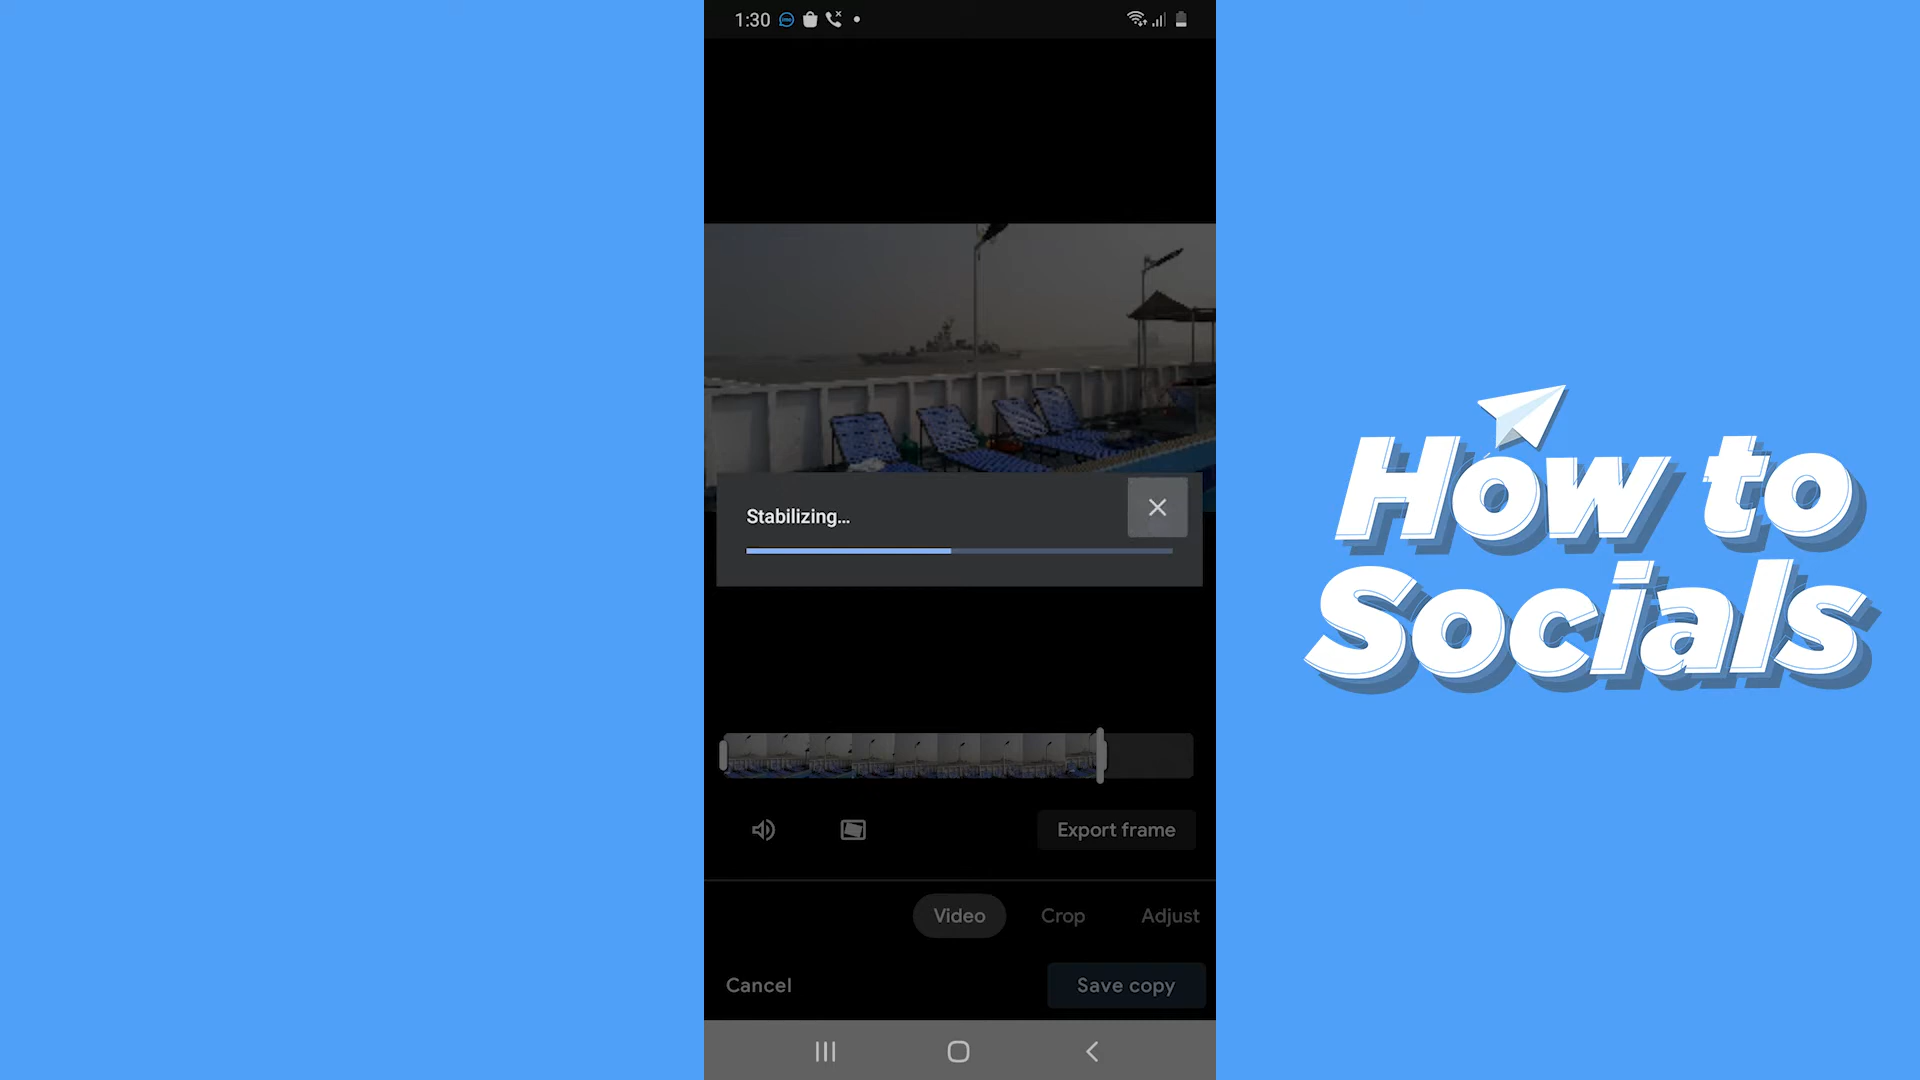 1:30
Stabilizing...
Export frame
Video Crop Adjust
Cancel Save copy
How to
Socials